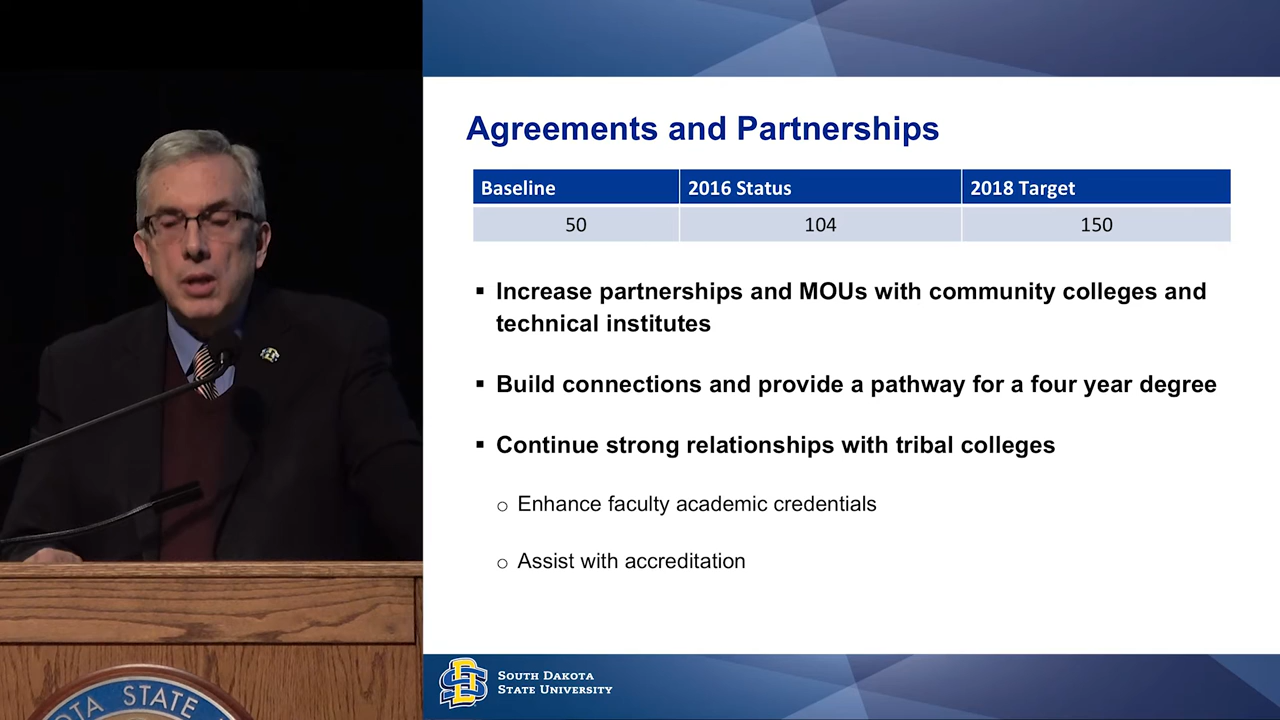 Agreements and Partnerships
Baseline 2016 Status 2018 Target
50 104 150
▪ Increase partnerships and MOUs with community colleges and
technical institutes
▪ Build connections and provide a pathway for a four year degree
▪ Continue strong relationships with tribal colleges
o Enhance faculty academic credentials
o Assist with accreditation
SOUTH DAKOTA
STATE UNIVERSITY
OTA STATE